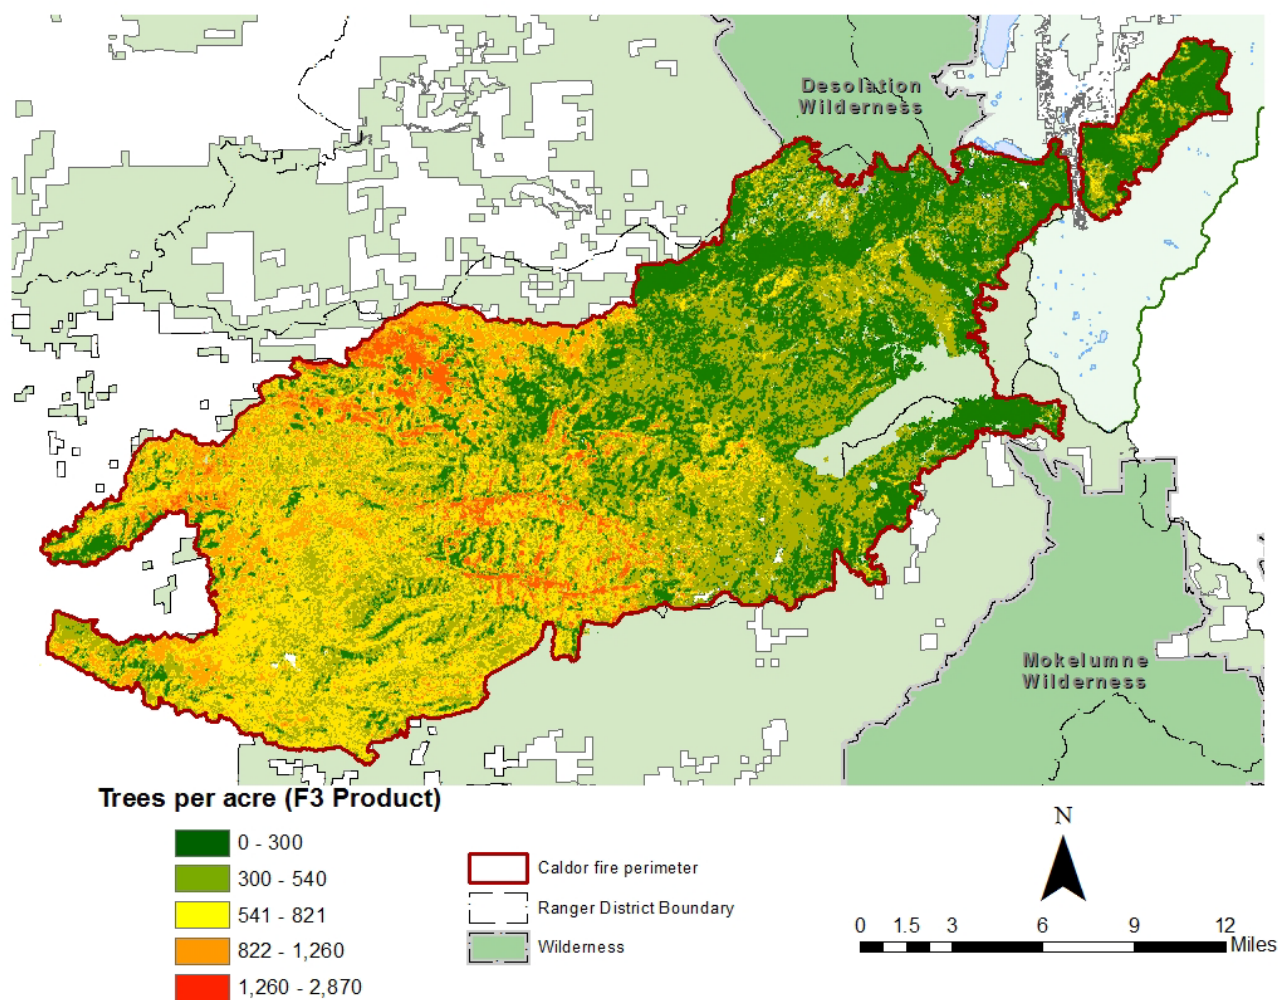 Desolation
Wilderness
Mokelumne
Wilderness
Trees per acre (F3 Product)
0 - 300
300 - 540
541 - 821
822 - 1,260
1,260 - 2,870
Caldor fire perimeter
Ranger District Boundary
Wilderness
N
0 1.5 3 6 9 12
Miles